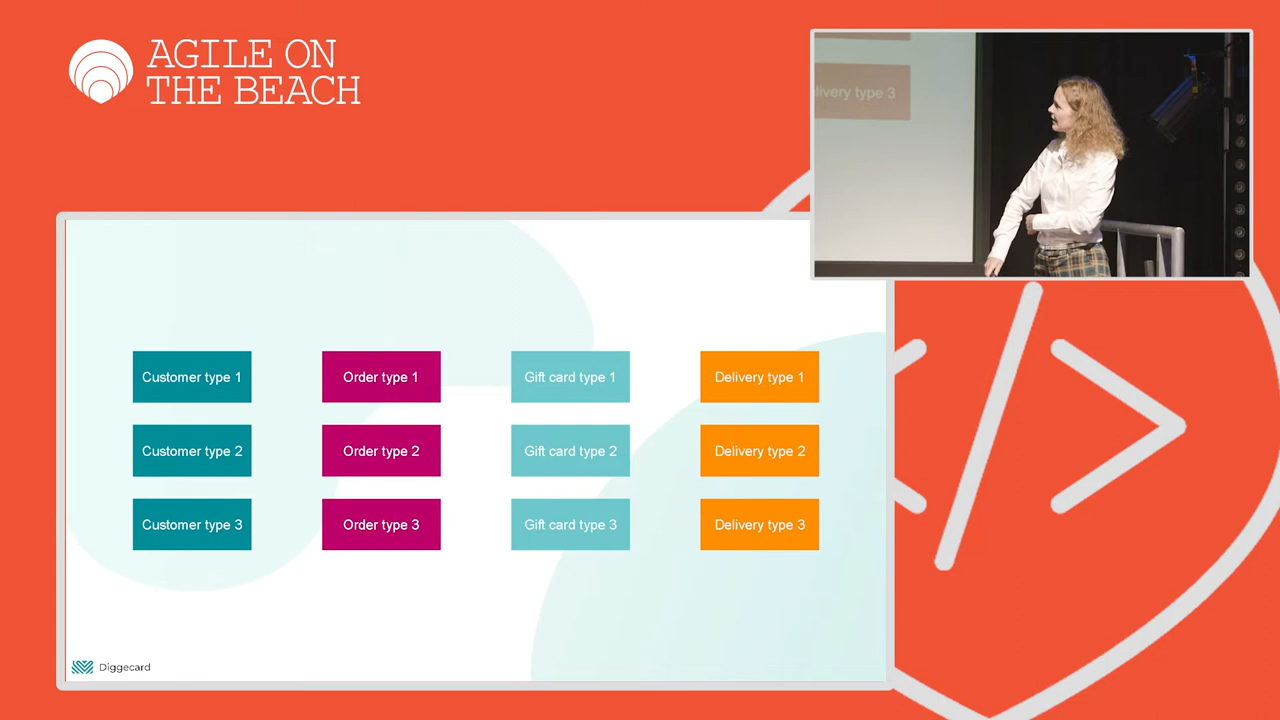 AGILE ON
THE BEACH
livery type 3
Customer type 1
Order type 1
Gift card type 1
Delivery type 1
Customer type 2
Order type 2
Gift card type 2
Delivery type 2
Customer type 3
Order type 3
Gift card type 3
Delivery type 3
Diggecard